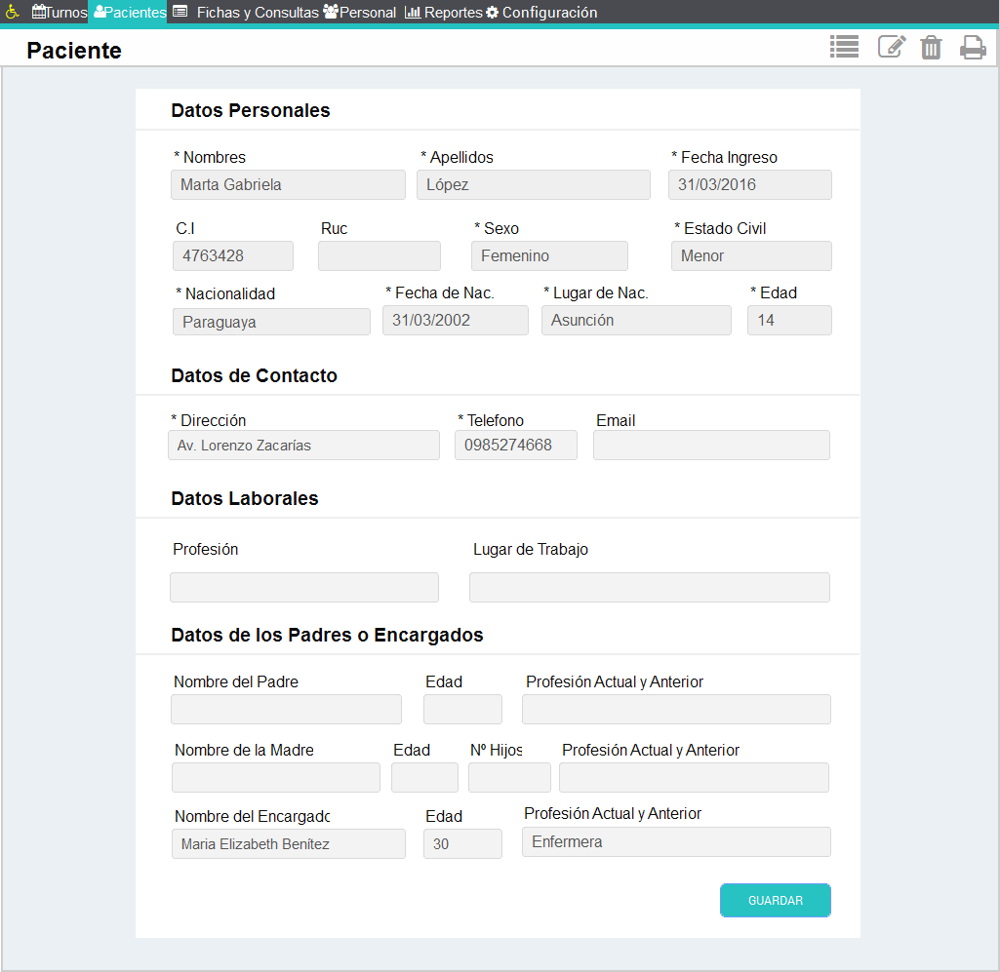 Turnos Pacientes Fichas y Consultas Personal Reportes Configuración
Paciente
Datos Personales
* Nombres * Apellidos * Fecha Ingreso
Marta Gabriela López 31/03/2016
C.I Ruc * Sexo * Estado Civil
4763428 Femenino Menor
* Nacionalidad * Fecha de Nac. * Lugar de Nac. * Edad
Paraguaya 31/03/2002 Asunción 14
Datos de Contacto
* Dirección * Telefono Email
Av. Lorenzo Zacarías 0985274668
Datos Laborales
Profesión Lugar de Trabajo
Datos de los Padres o Encargados
Nombre del Padre Edad Profesión Actual y Anterior
Nombre de la Madre Edad Nº Hijos Profesión Actual y Anterior
Nombre del Encargado Edad Profesión Actual y Anterior
Maria Elizabeth Benítez 30 Enfermera
GUARDAR